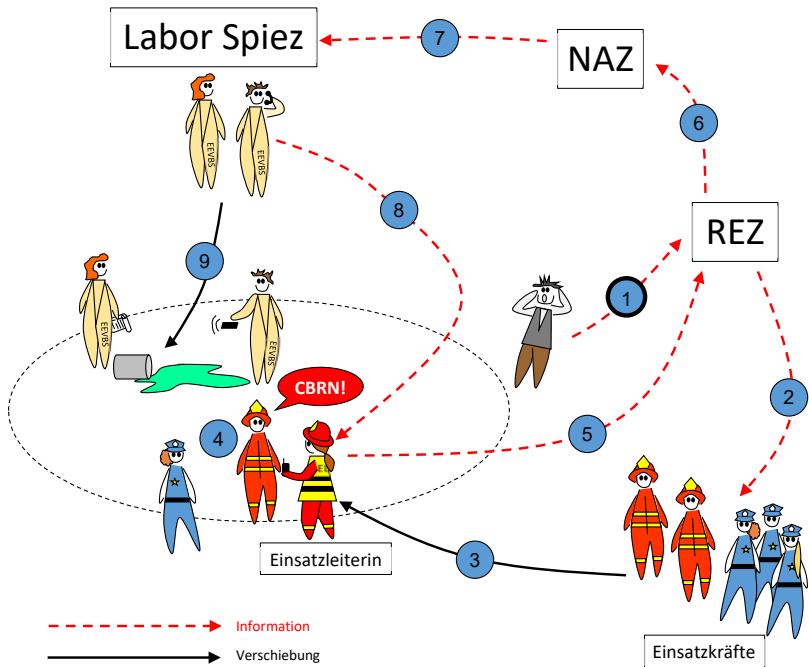 Labor Spiez
7
NAZ
6
EEVBS
EEVBS
8
REZ
9
1
EEVBS
EEVBS
CBRN!
2
4
5
EL
3
Einsatzleiterin
Information
Verschiebung
Einsatzkräfte